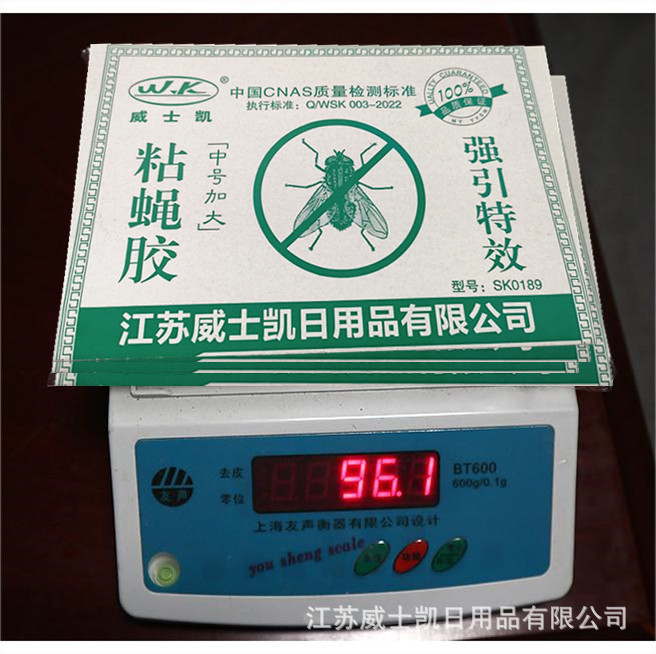 W.K®
威士凯
中国CNAS质量检测标准
执行标准：Q/WSK 003-2022
QUALITY GUARANTEED
100%
品质保证
粘蝇胶
「中号加大」
强引特效
型号：SK0189
江苏威士凯日用品有限公司
去皮
零位
96.1
BT600
600g/0.1g
友声
上海友声衡器有限公司设计
you sheng scale
江苏威士凯日用品有限公司